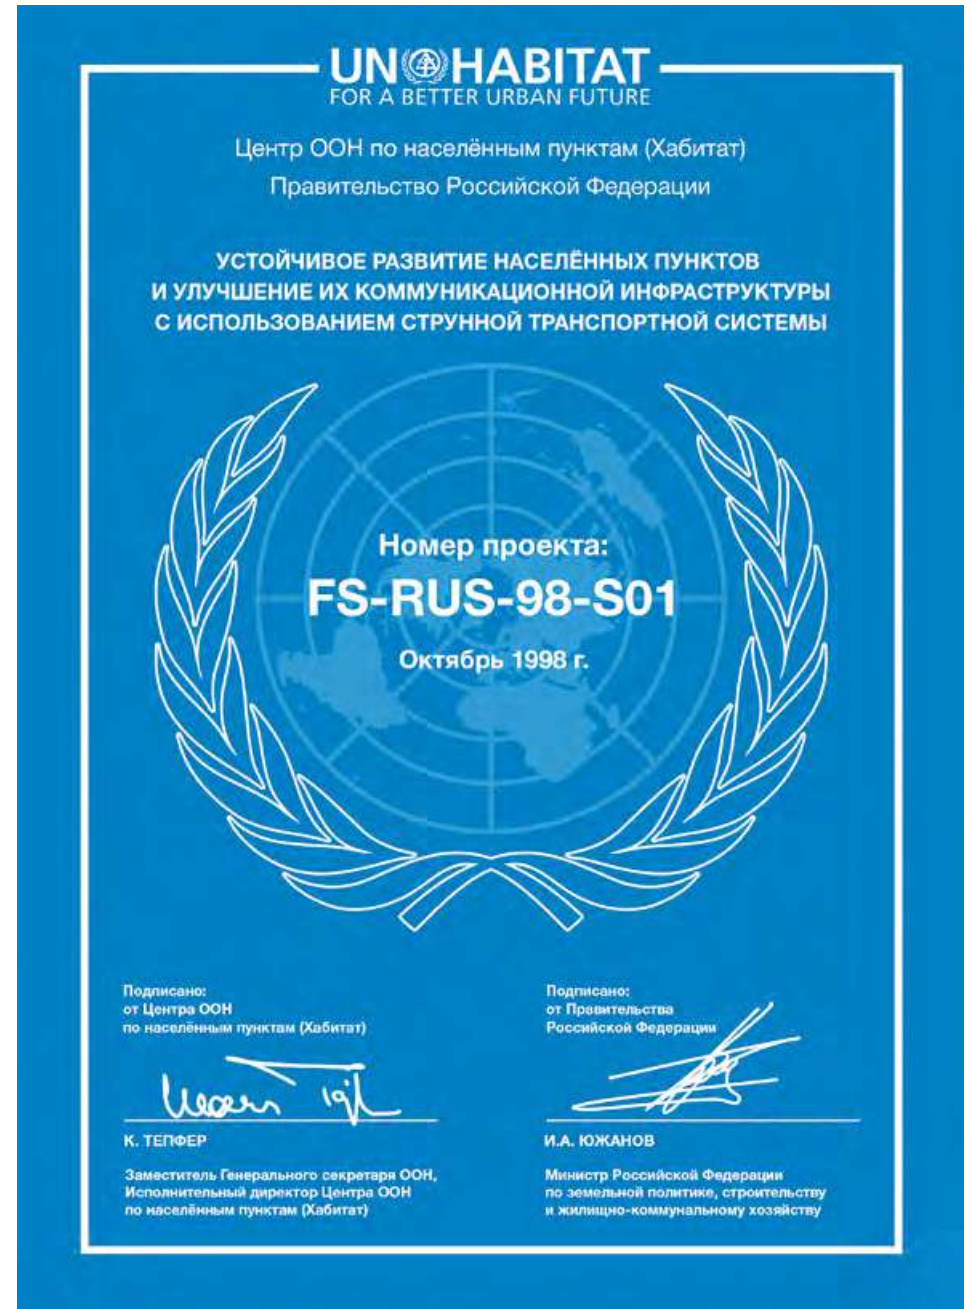 UN HABITAT
FOR A BETTER URBAN FUTURE
Центр ООН по населённым пунктам (Хабитат)
Правительство Российской Федерации
УСТОЙЧИВОЕ РАЗВИТИЕ НАСЕЛЁННЫХ ПУНКТОВ
И УЛУЧШЕНИЕ ИХ КОММУНИКАЦИОННОЙ ИНФРАСТРУКТУРЫ
С ИСПОЛЬЗОВАНИЕМ СТРУННОЙ ТРАНСПОРТНОЙ СИСТЕМЫ
Номер проекта:
FS-RUS-98-S01
Октябрь 1998 г.
Подписано:
от Центра ООН
по населённым пунктам (Хабитат)
К. ТЕПФЕР
Заместитель Генерального секретаря ООН,
Исполнительный директор Центра ООН
по населённым пунктам (Хабитат)
Подписано:
от Правительства
Российской Федерации
И.А. ЮЖАНОВ
Министр Российской Федерации
по земельной политике, строительству
и жилищно-коммунальному хозяйству